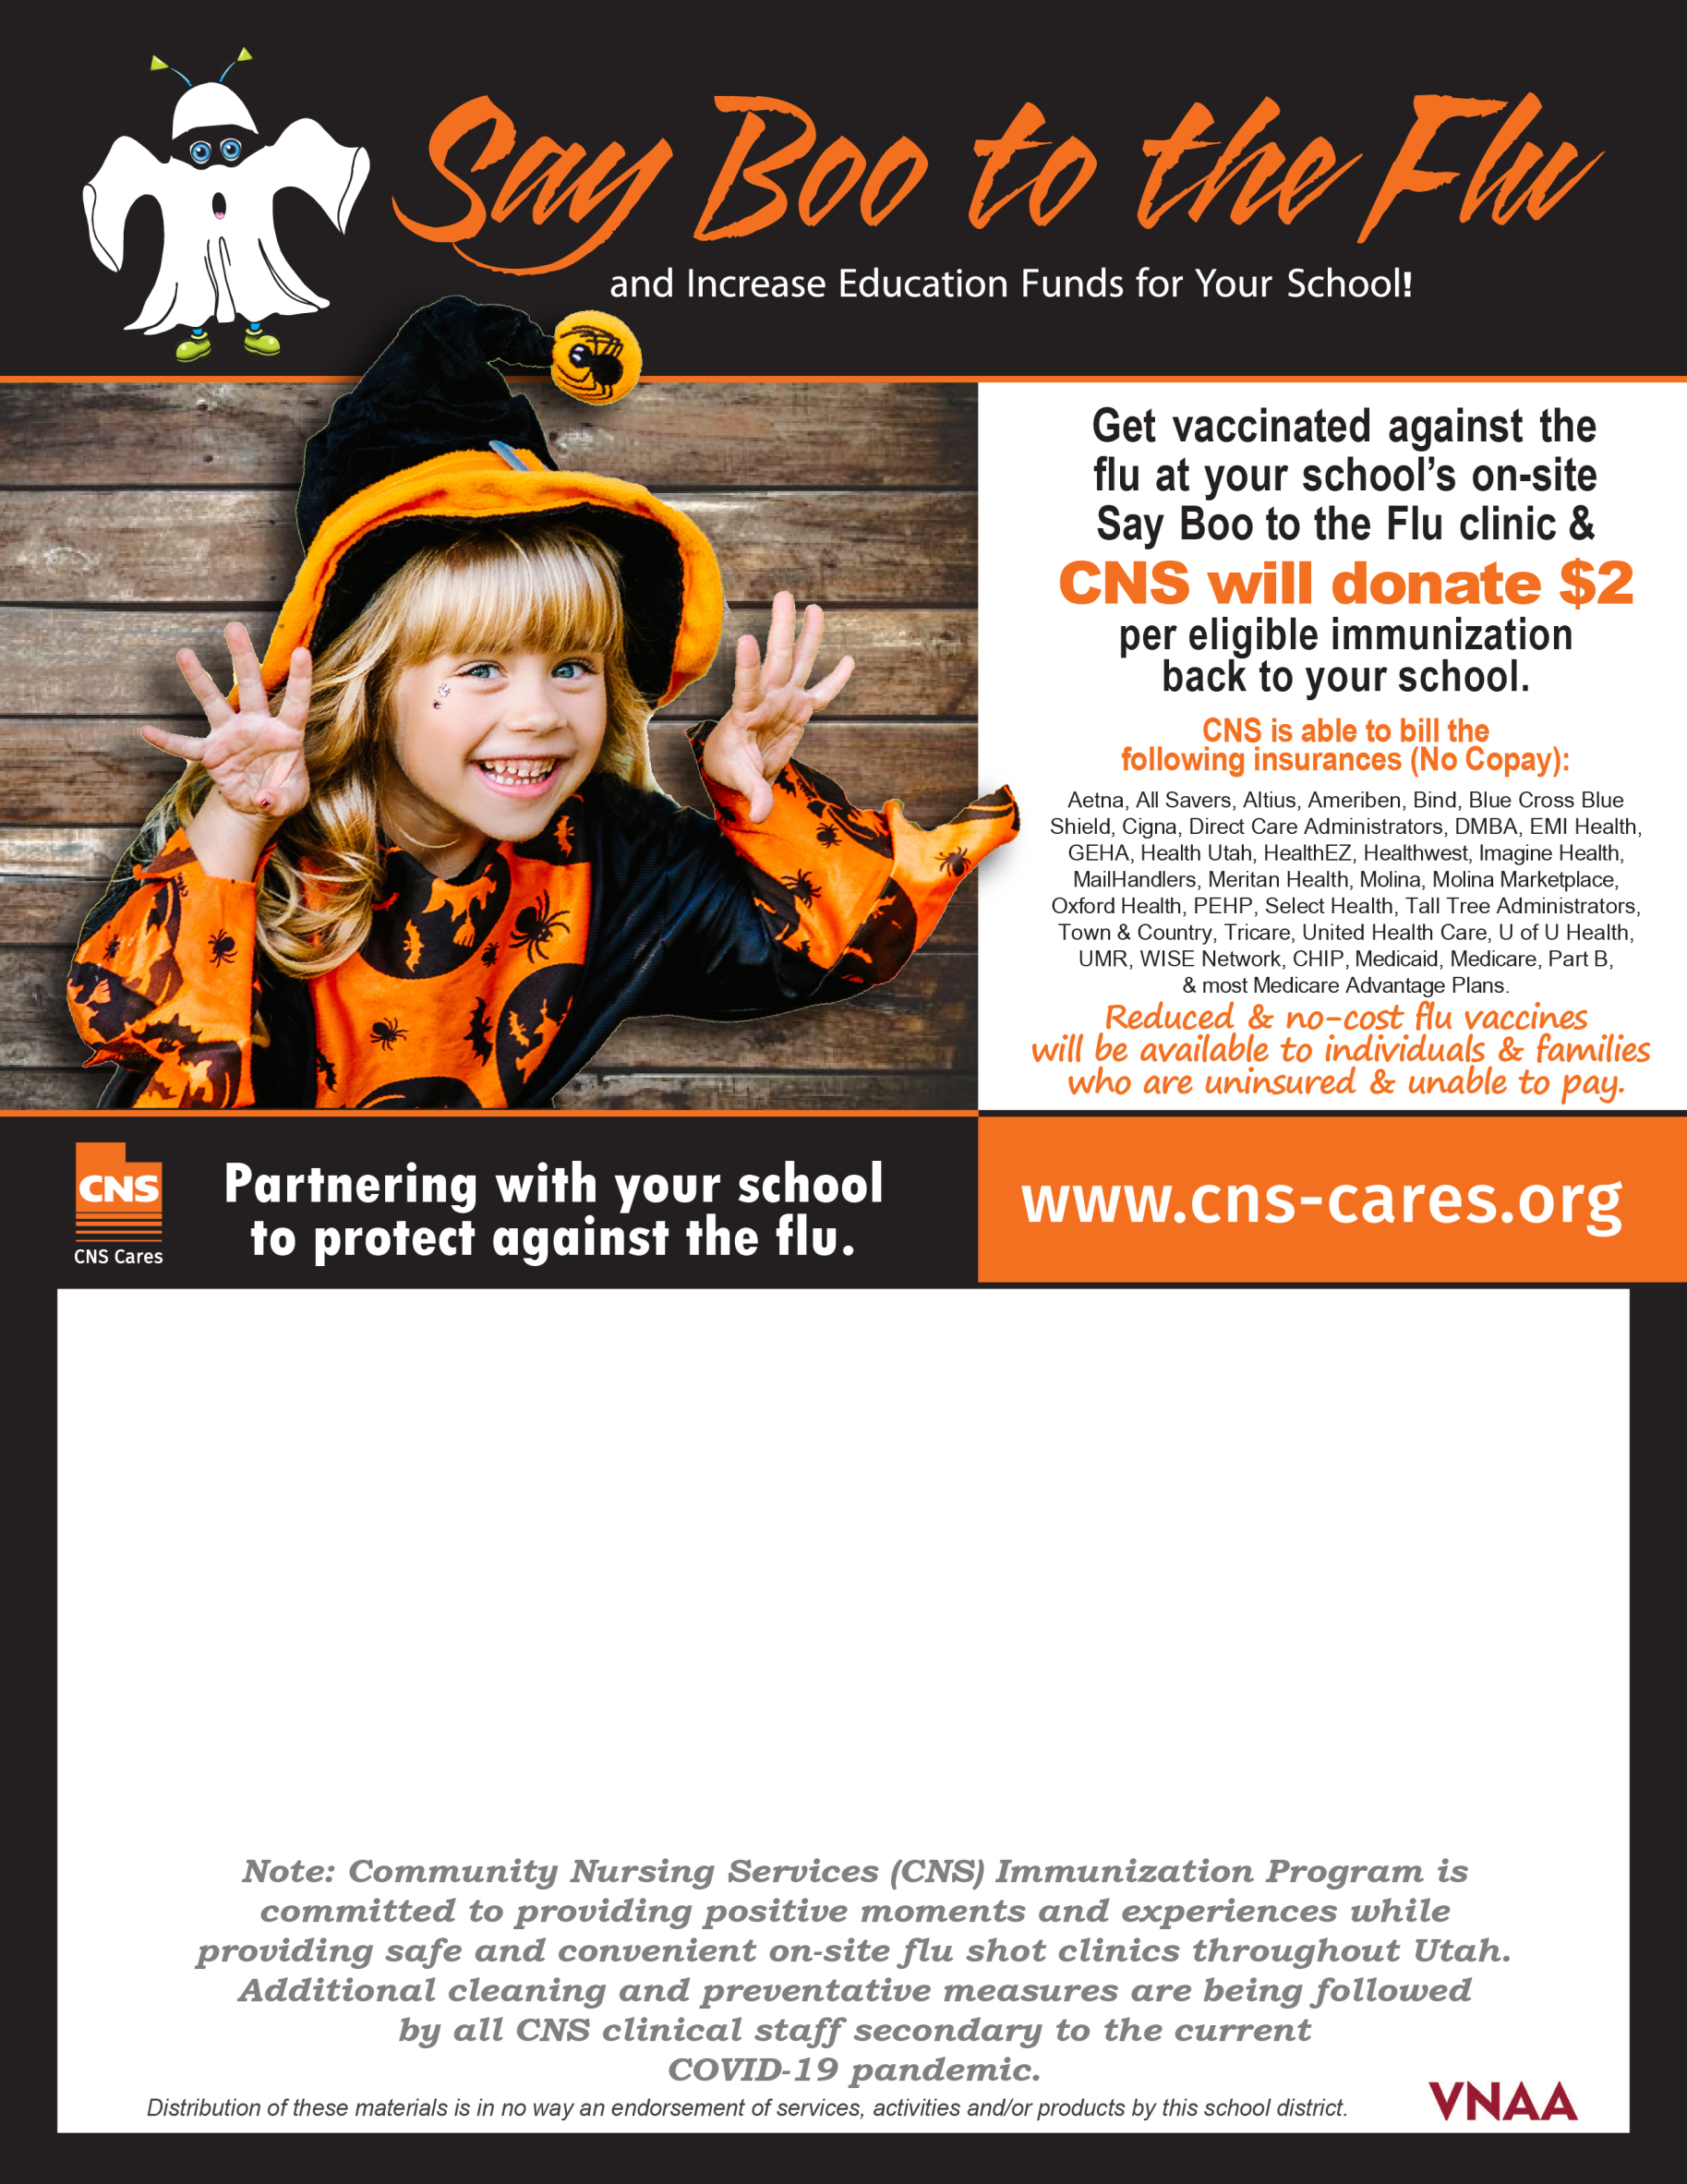 Say Boo to the Flu
and Increase Education Funds for Your School!
Get vaccinated against the
flu at your school's on-site
Say Boo to the Flu clinic &
CNS will donate $2
per eligible immunization
back to your school.
CNS is able to bill the
following insurances (No Copay):
Aetna, All Savers, Altius, Ameriben, Bind, Blue Cross Blue
Shield, Cigna, Direct Care Administrators, DMBA, EMI Health,
GEHA, Health Utah, HealthEZ, Healthwest, Imagine Health,
MailHandlers, Meritan Health, Molina, Molina Marketplace,
Oxford Health, PEHP, Select Health, Tall Tree Administrators,
Town & Country, Tricare, United Health Care, U of U Health,
UMR, WISE Network, CHIP, Medicaid, Medicare, Part B,
& most Medicare Advantage Plans.
Reduced & no-cost flu vaccines
will be available to individuals & families
who are uninsured & unable to pay.
CNS
CNS Cares
Partnering with your school
to protect against the flu.
www.cns-cares.org
Note: Community Nursing Services (CNS) Immunization Program is
committed to providing positive moments and experiences while
providing safe and convenient on-site flu shot clinics throughout Utah.
Additional cleaning and preventative measures are being followed
by all CNS clinical staff secondary to the current
COVID-19 pandemic.
Distribution of these materials is in no way an endorsement of services, activities and/or products by this school district.
VNAA